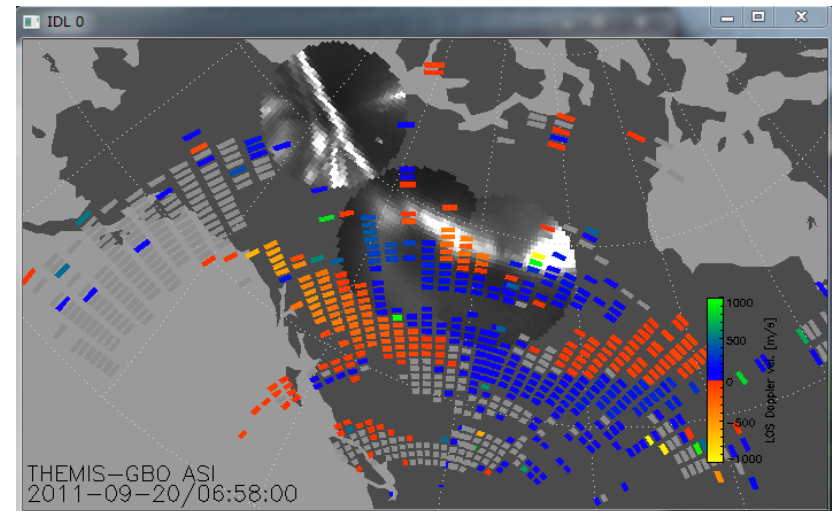 IDL 0
1000
500
0
-500
-1000
LOS Doppler vel. [m/s]
THEMIS-GBO ASI
2011-09-20/06:58:00